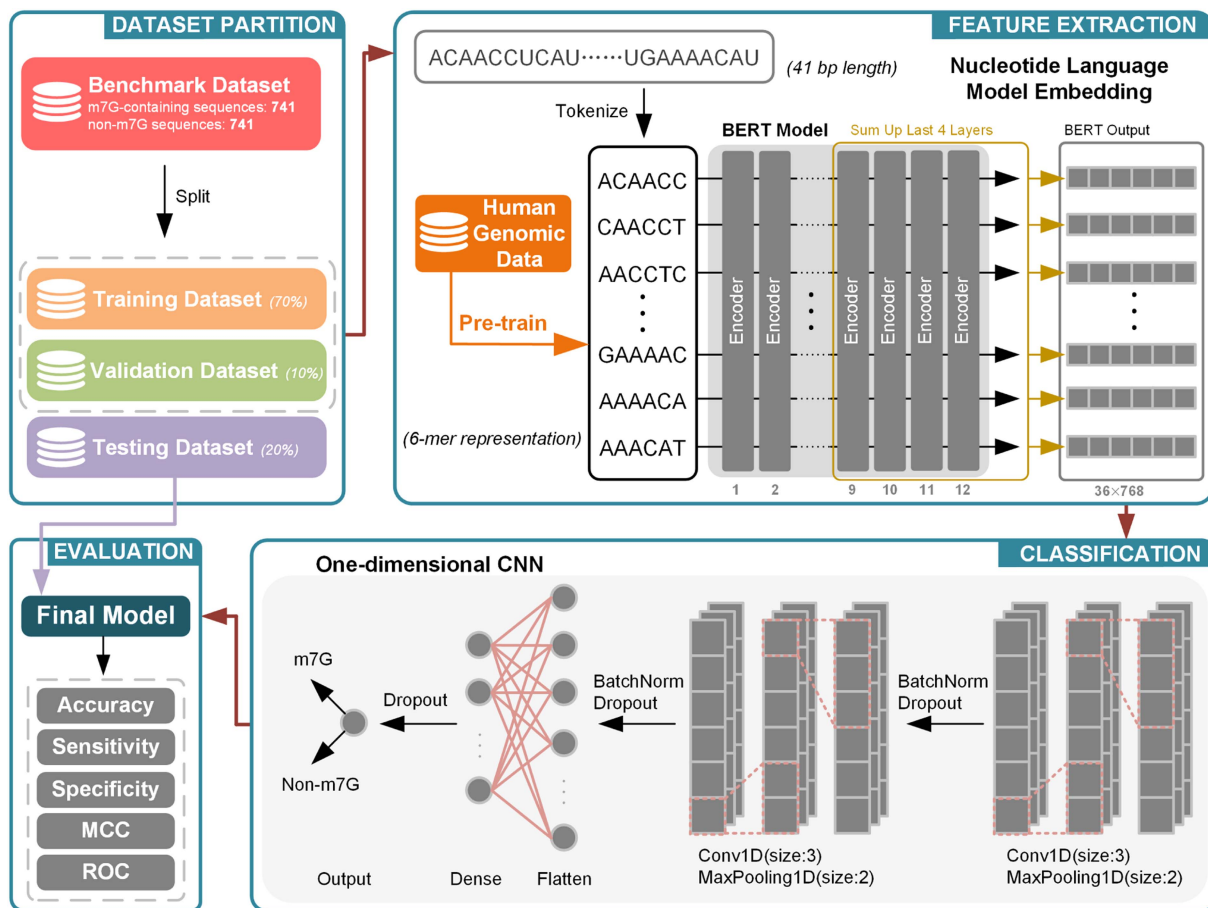 DATASET PARTITION
Benchmark Dataset
m7G-containing sequences: 741
non-m7G sequences: 741
Split
Training Dataset (70%)
Validation Dataset (10%)
Testing Dataset (20%)
FEATURE EXTRACTION
ACAACCUCAU······UGAAAACAU
(41 bp length)
Nucleotide Language
Model Embedding
Tokenize
BERT Model
Sum Up Last 4 Layers
BERT Output
Human
Genomic
Data
Pre-train
(6-mer representation)
ACAACC
CAACCT
AACCTC
GAAAAC
AAAACA
AAACAT
Encoder
Encoder
Encoder
Encoder
Encoder
Encoder
1 2 9 10 11 12
36×768
EVALUATION
Final Model
Accuracy
Sensitivity
Specificity
MCC
ROC
CLASSIFICATION
One-dimensional CNN
m7G
Non-m7G
Dropout
BatchNorm
Dropout
BatchNorm
Dropout
Output
Dense
Flatten
Conv1D(size:3)
MaxPooling1D(size:2)
Conv1D(size:3)
MaxPooling1D(size:2)